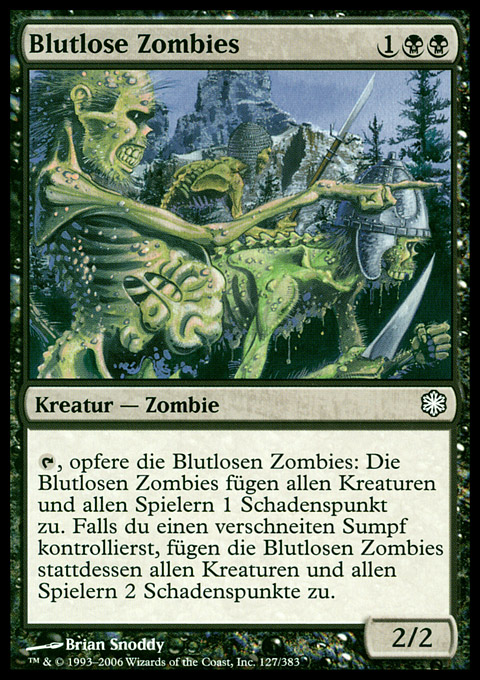 Blutlose Zombies 1
Kreatur — Zombie
, opfere die Blutlosen Zombies: Die
Blutlosen Zombies fügen allen Kreaturen
und allen Spielern 1 Schadenspunkt
zu. Falls du einen verschneiten Sumpf
kontrollierst, fügen die Blutlosen Zombies
stattdessen allen Kreaturen und allen
Spielern 2 Schadenspunkte zu.
2/2
Brian Snoddy
™ & © 1993–2006 Wizards of the Coast, Inc. 127/383